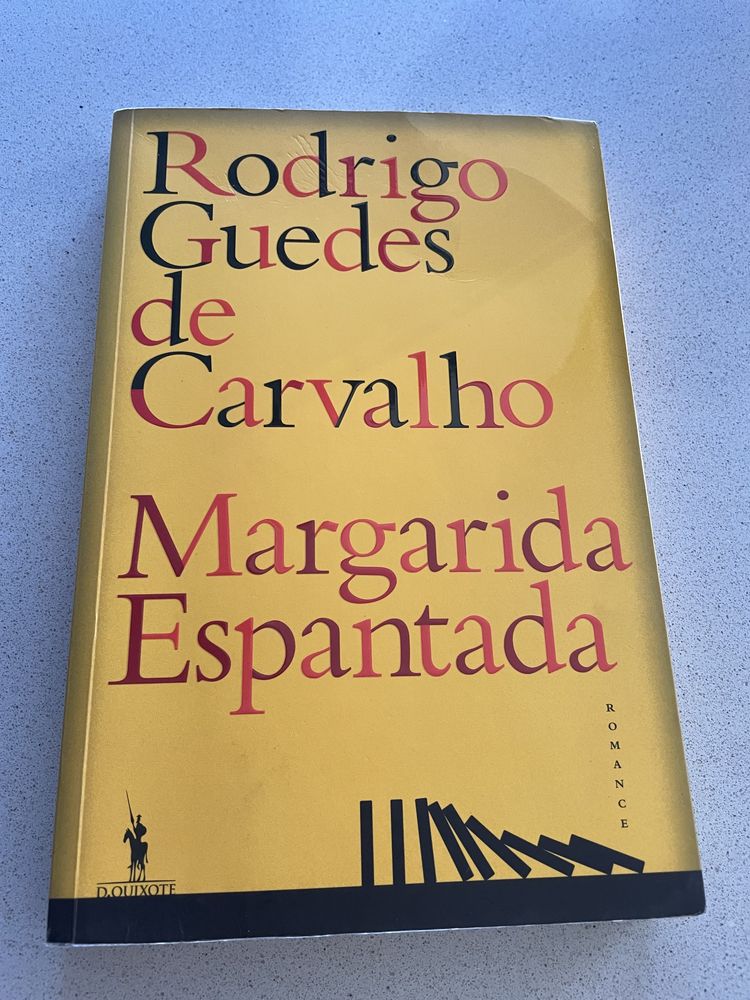 Rodrigo
Guedes
de
Carvalho
Margarida
Espantada
ROMANCE
D.QUIXOTE